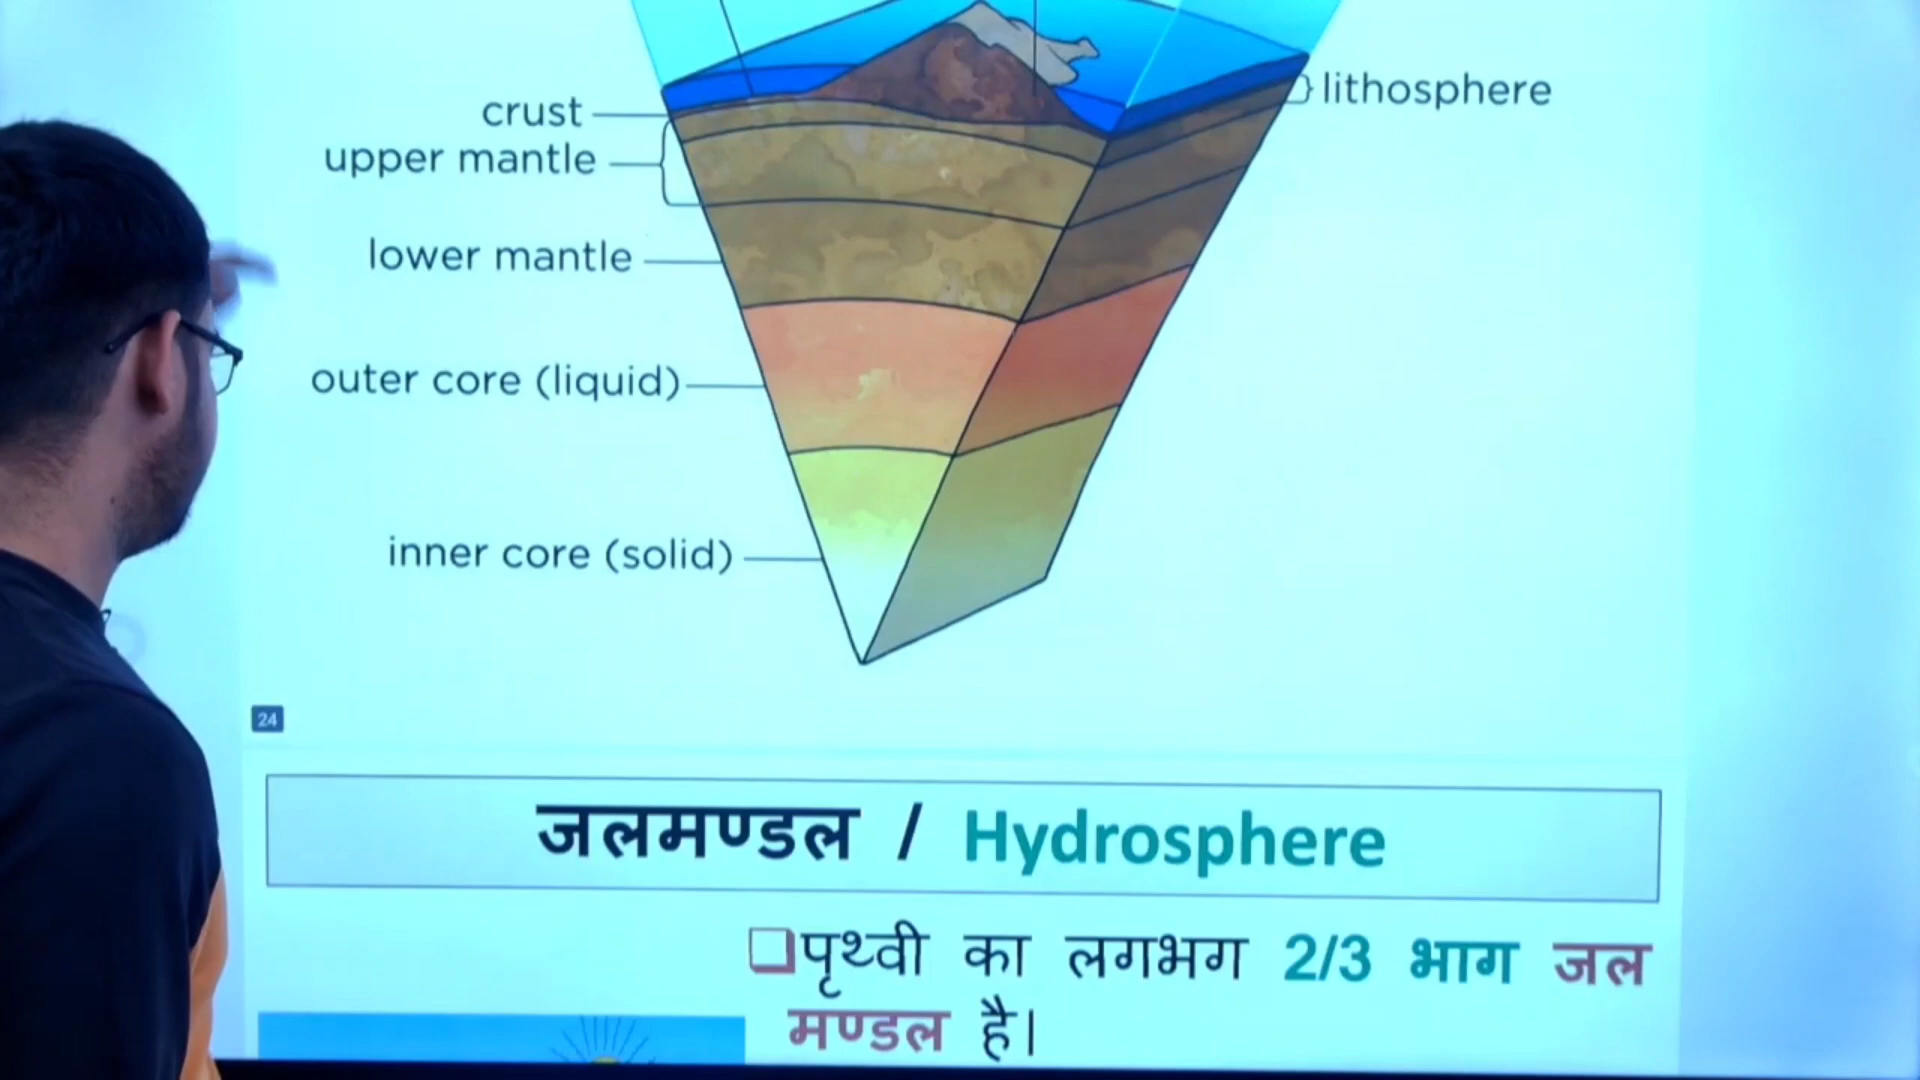 crust
lithosphere
upper mantle
lower mantle
outer core (liquid)
inner core (solid)
24
जलमण्डल / Hydrosphere
❑पृथ्वी का लगभग 2/3 भाग जल
मण्डल है।